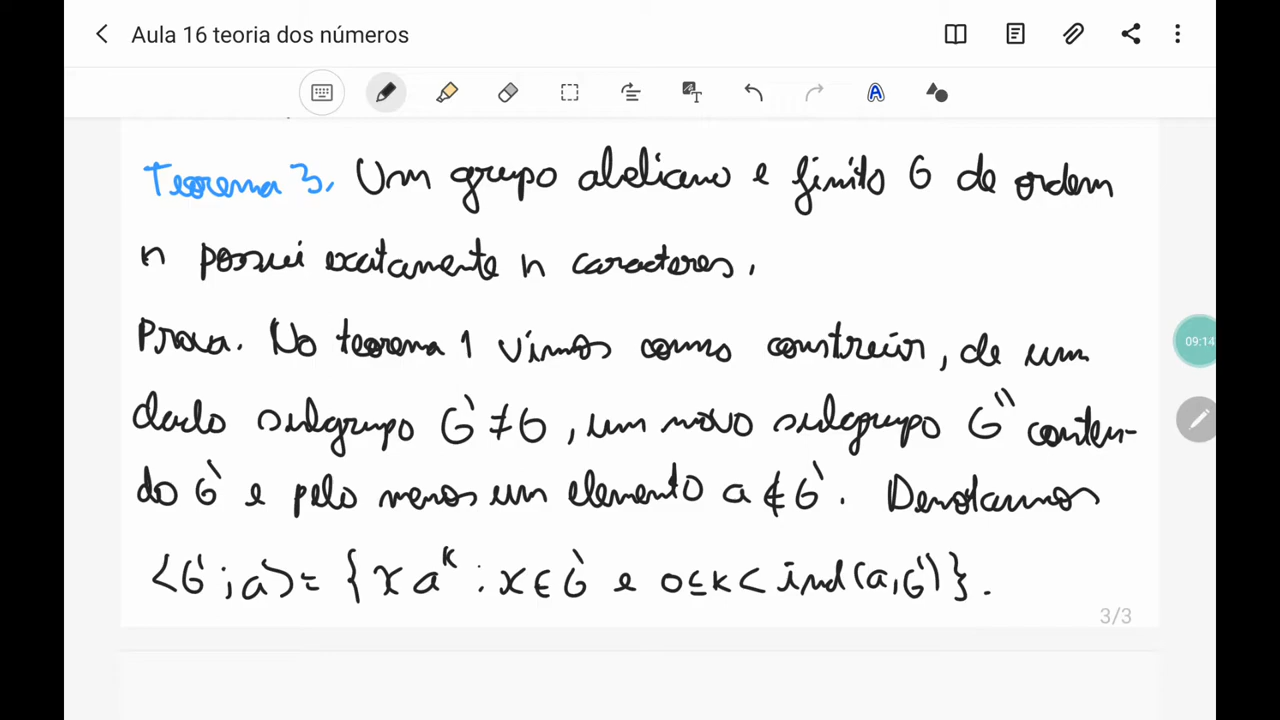 Aula 16 teoria dos números
Teorema 3. Um grupo abeliano e finito G de ordem
n possui exatamente n caracteres.
Prova. No teorema 1 vimos como construir, de um
09:14
dado subgrupo G' ≠ G, um novo subgrupo G'' conten-
do G' e pelo menos um elemento a ∉ G'. Denotamos
<G'; a> = { x a^k : x ∈ G' e 0 ≤ k < ind(a, G') }.
3/3